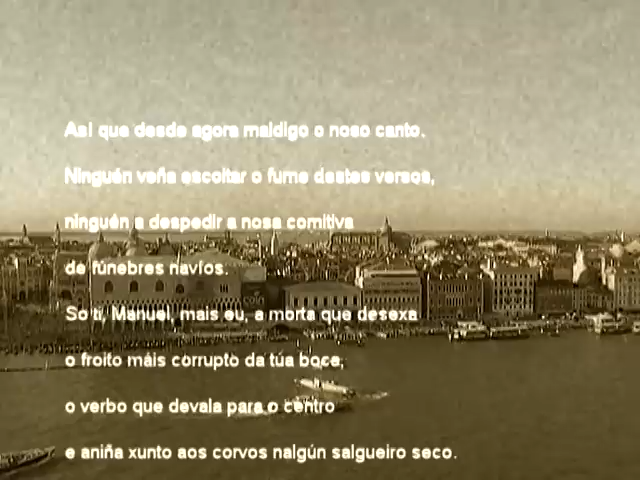 Así que desde agora maldigo o noso canto.
Ninguén veña escoitar o fume destes versos,
ninguén a despedir a nosa comitiva
de fúnebres navíos.
So ti, Manuel, mais eu, a morta que desexa
o froito máis corrupto da túa boca,
o verbo que devala para o centro
e aniña xunto aos corvos nalgún salgueiro seco.